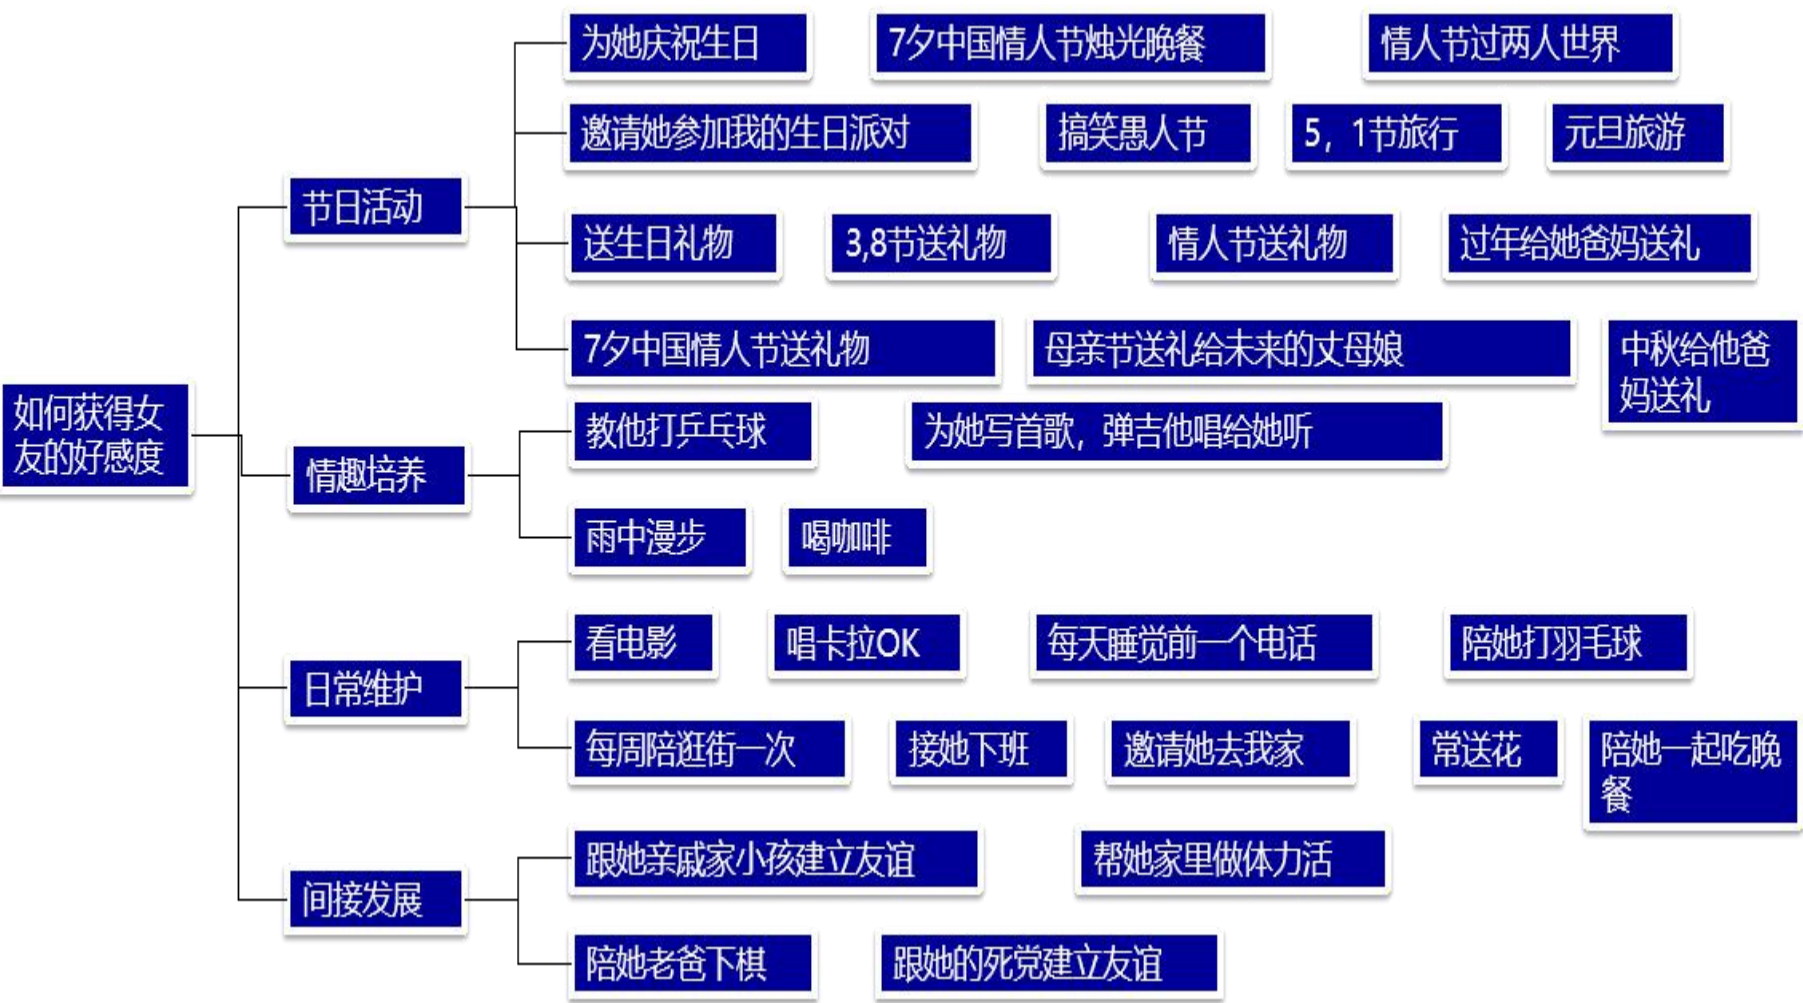 为她庆祝生日
7夕中国情人节烛光晚餐
情人节过两人世界
邀请她参加我的生日派对
搞笑愚人节
5，1节旅行
元旦旅游
节日活动
送生日礼物
3,8节送礼物
情人节送礼物
过年给她爸妈送礼
7夕中国情人节送礼物
母亲节送礼给未来的丈母娘
中秋给他爸
妈送礼
如何获得女
友的好感度
教他打乒乓球
为她写首歌，弹吉他唱给她听
情趣培养
雨中漫步
喝咖啡
看电影
唱卡拉OK
每天睡觉前一个电话
陪她打羽毛球
日常维护
每周陪逛街一次
接她下班
邀请她去我家
常送花
陪她一起吃晚
餐
跟她亲戚家小孩建立友谊
帮她家里做体力活
间接发展
陪她老爸下棋
跟她的死党建立友谊